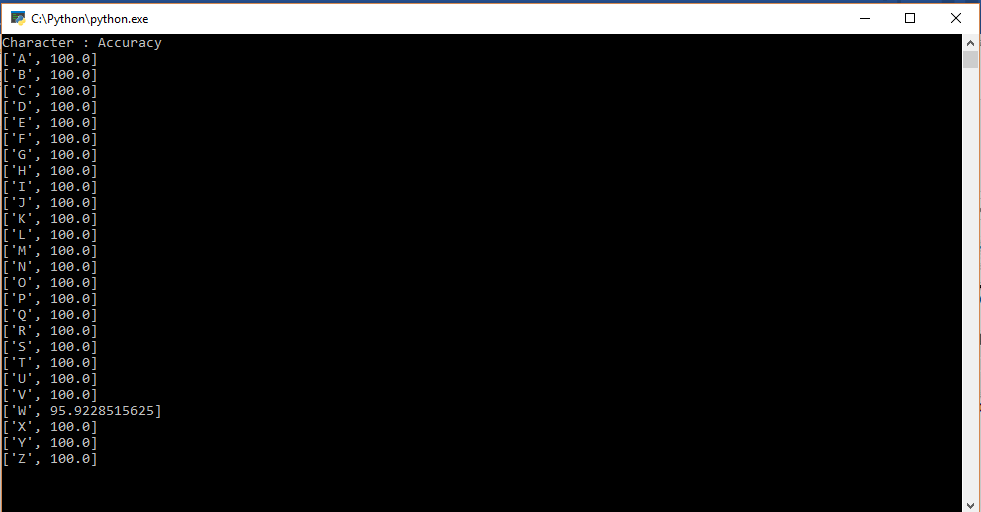 C:\Python\python.exe
Character : Accuracy
['A', 100.0]
['B', 100.0]
['C', 100.0]
['D', 100.0]
['E', 100.0]
['F', 100.0]
['G', 100.0]
['H', 100.0]
['I', 100.0]
['J', 100.0]
['K', 100.0]
['L', 100.0]
['M', 100.0]
['N', 100.0]
['O', 100.0]
['P', 100.0]
['Q', 100.0]
['R', 100.0]
['S', 100.0]
['T', 100.0]
['U', 100.0]
['V', 100.0]
['W', 95.9228515625]
['X', 100.0]
['Y', 100.0]
['Z', 100.0]